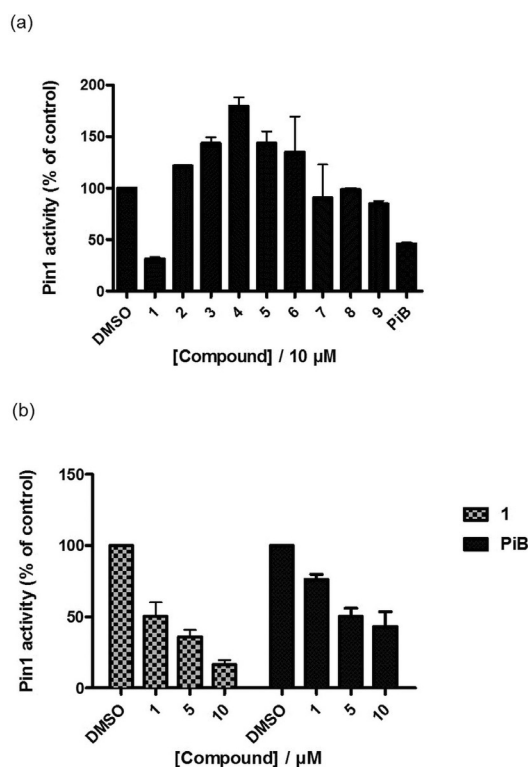 (a)
Pin1 activity (% of control)
200
150
100
50
0
DMSO 1 2 3 4 5 6 7 8 9 PiB
[Compound] / 10 µM
(b)
Pin1 activity (% of control)
150
100
50
0
DMSO 1 5 10 DMSO 1 5 10
[Compound] / µM
1
PiB